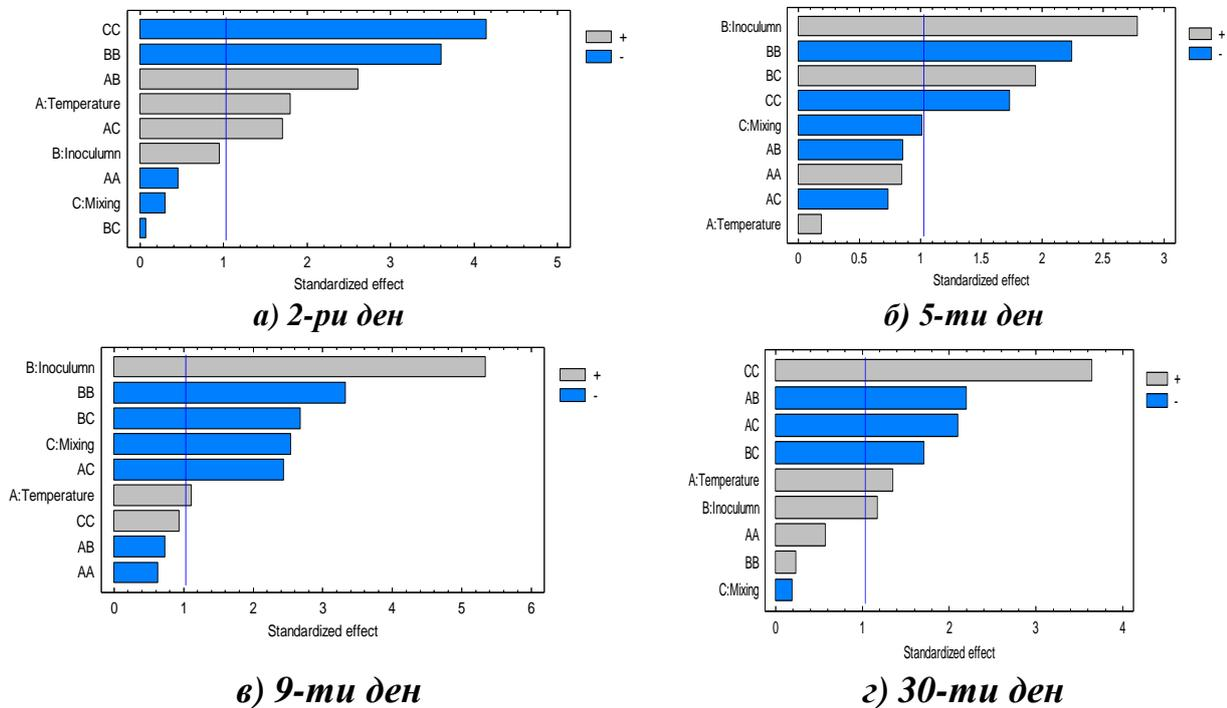 CC
BB
AB
A:Temperature
AC
B:Inoculumn
AA
C:Mixing
BC
+
-
0 1 2 3 4 5
Standardized effect
а) 2-ри ден
B:Inoculumn
BB
BC
CC
C:Mixing
AB
AA
AC
A:Temperature
+
-
0 0.5 1 1.5 2 2.5 3
Standardized effect
б) 5-ти ден
B:Inoculumn
BB
BC
C:Mixing
AC
A:Temperature
CC
AB
AA
+
-
0 1 2 3 4 5 6
Standardized effect
в) 9-ти ден
CC
AB
AC
BC
A:Temperature
B:Inoculumn
AA
BB
C:Mixing
+
-
0 1 2 3 4
Standardized effect
г) 30-ти ден